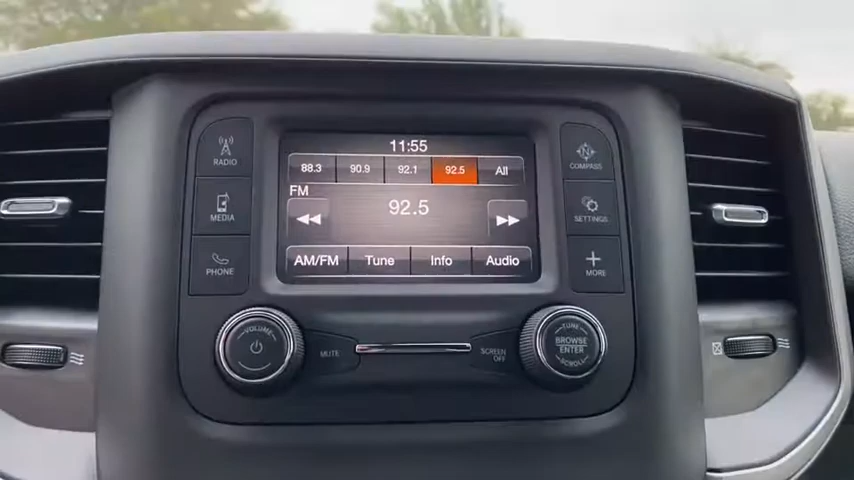 11:55
88.3 90.9 92.1 92.5 All
FM
92.5
AM/FM Tune Info Audio
RADIO
MEDIA
PHONE
COMPASS
SETTINGS
MORE
VOLUME
MUTE
SCREEN
OFF
TUNE
BROWSE
ENTER
SCROLL